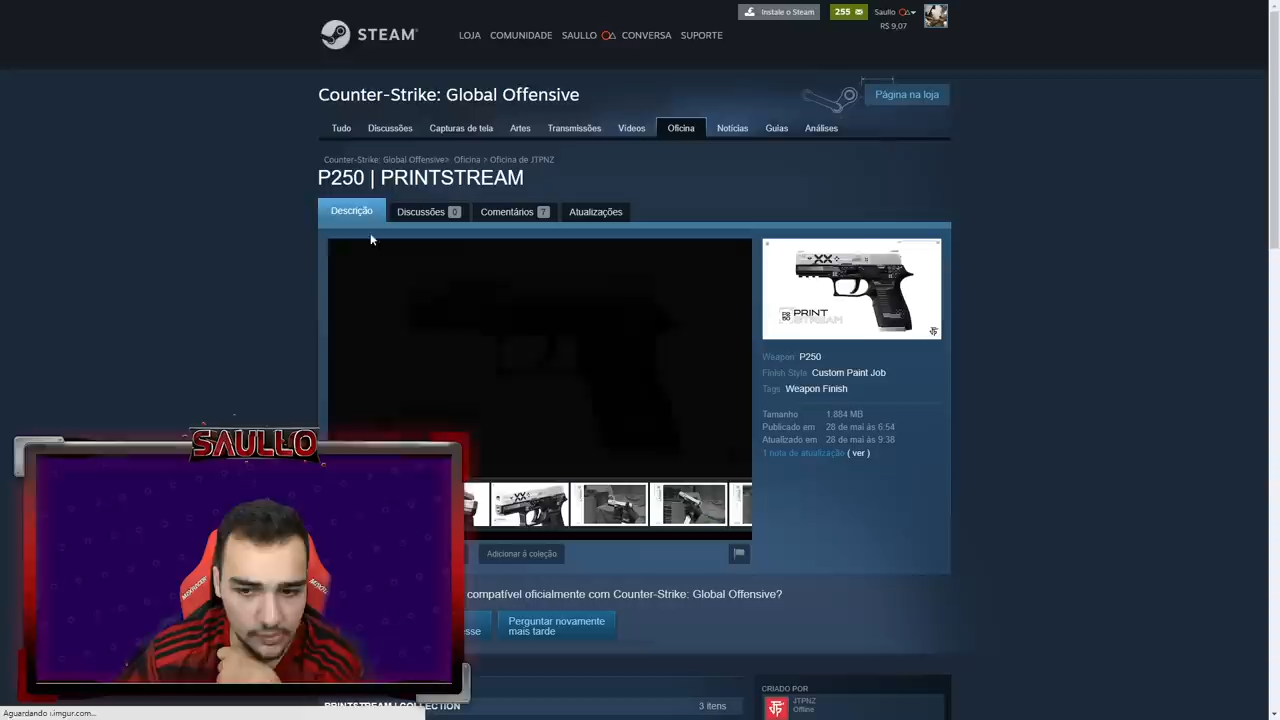 Instale o Steam
255
Saullo
R$ 9,07
STEAM
LOJA COMUNIDADE SAULLO CONVERSA SUPORTE
Counter-Strike: Global Offensive
Página na loja
Tudo Discussões Capturas de tela Artes Transmissões Vídeos Oficina Notícias Guias Análises
Counter-Strike: Global Offensive> Oficina > Oficina de JTPNZ
P250 | PRINTSTREAM
Descrição Discussões 0 Comentários 7 Atualizações
XX
PRINT
STREAM
Weapon: P250
Finish Style: Custom Paint Job
Tags: Weapon Finish
Tamanho 1.884 MB
Publicado em 28 de mai às 6:54
Atualizado em 28 de mai às 9:38
1 nota de atualização ( ver )
XX
Adicionar à coleção
SAULLO
compatível oficialmente com Counter-Strike: Global Offensive?
esse
Perguntar novamente
mais tarde
PRINTSTREAM | COLLECTION
3 itens
CRIADO POR
JTPNZ
Offline
Aguardando i.imgur.com...